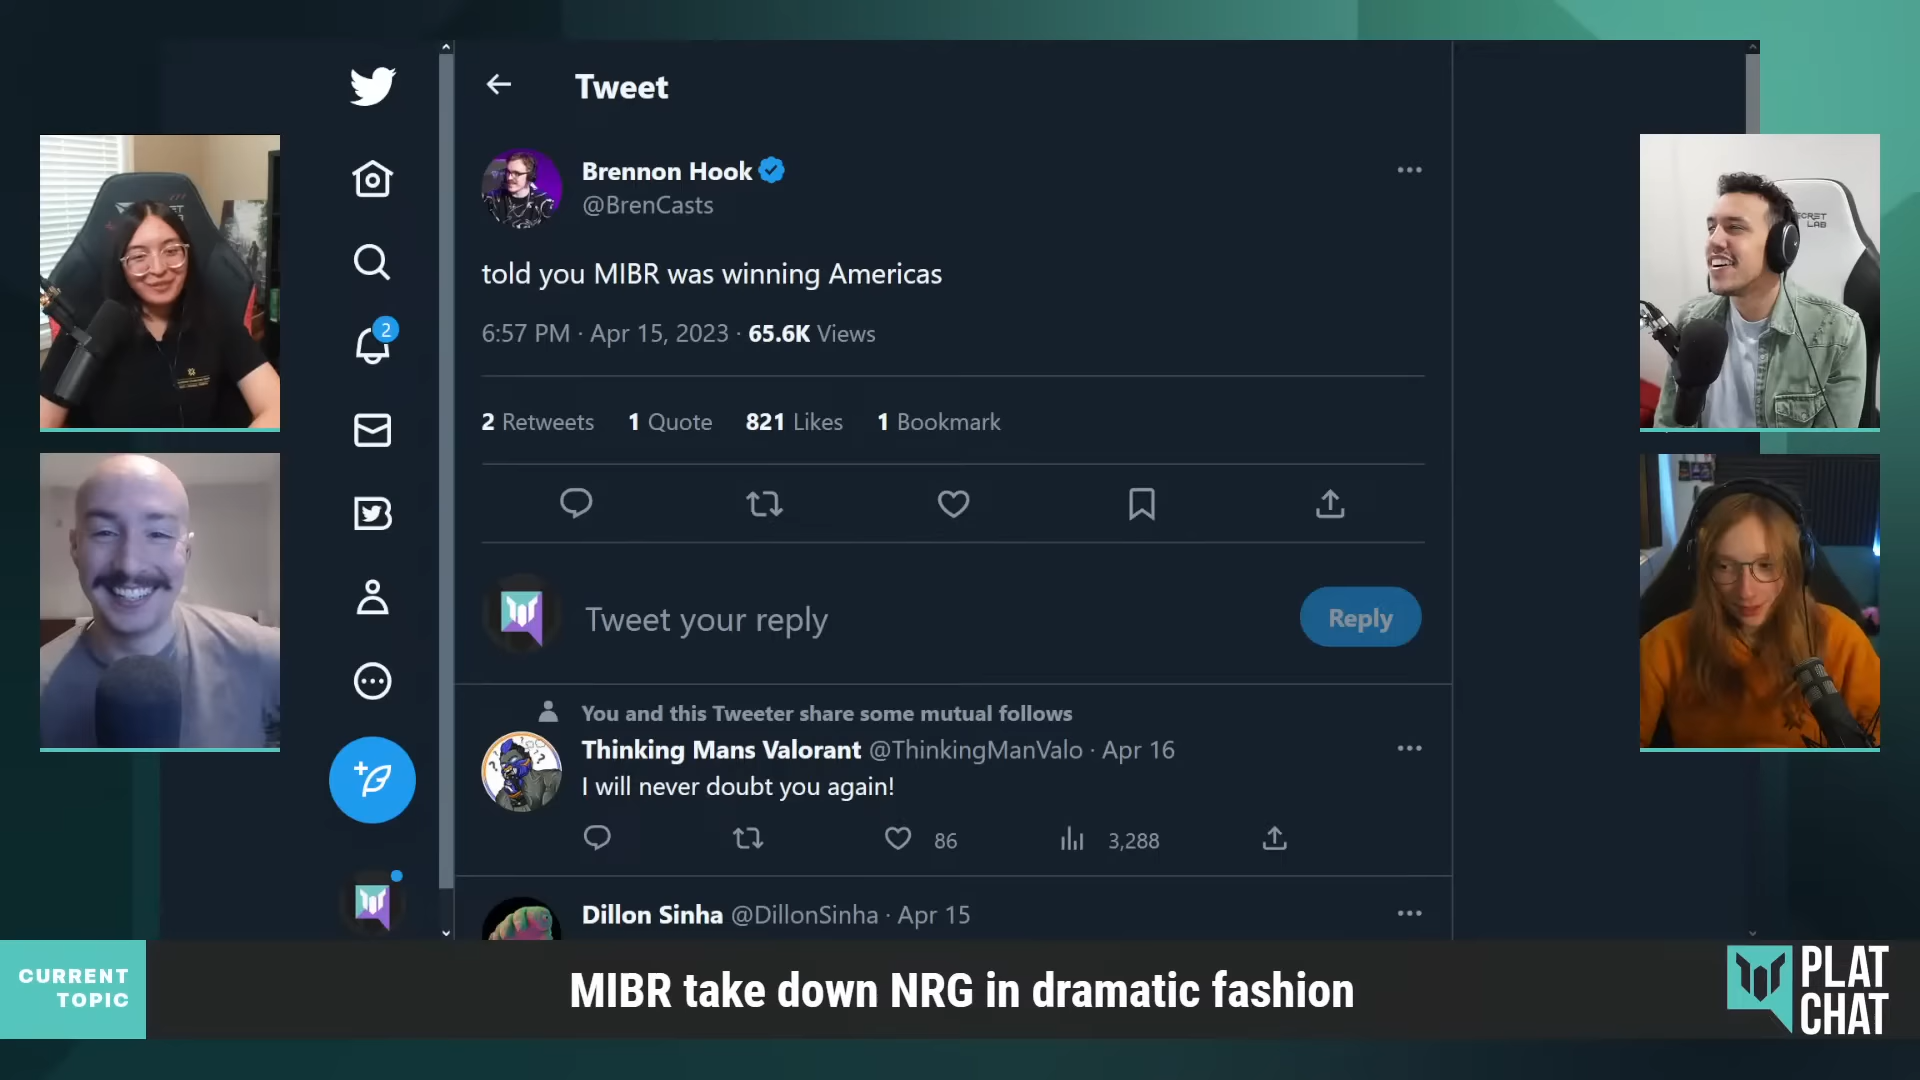 Tweet
Brennon Hook
@BrenCasts
told you MIBR was winning Americas
6:57 PM · Apr 15, 2023 · 65.6K Views
2 Retweets 1 Quote 821 Likes 1 Bookmark
2
Tweet your reply
Reply
You and this Tweeter share some mutual follows
Thinking Mans Valorant @ThinkingManValo · Apr 16
I will never doubt you again!
86 3,288
Dillon Sinha @DillonSinha · Apr 15
SECRET
LAB
CURRENT
TOPIC
MIBR take down NRG in dramatic fashion
PLAT
CHAT